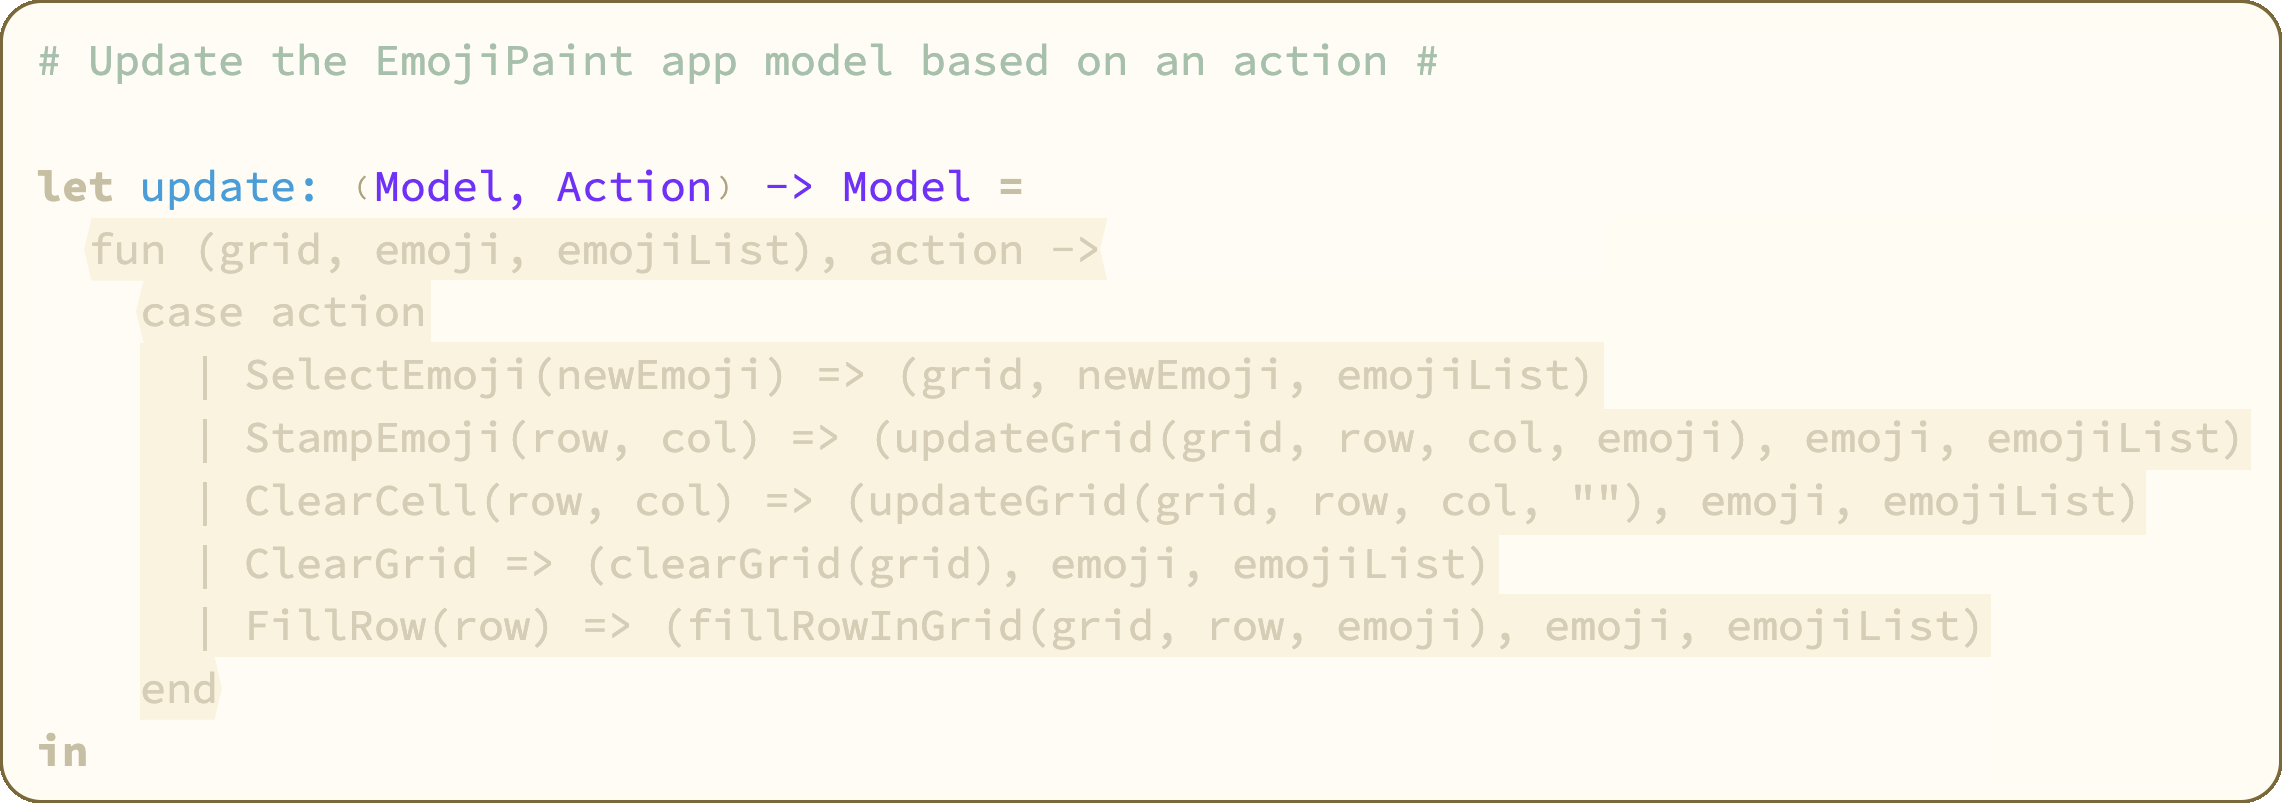 # Update the EmojiPaint app model based on an action #
let update: (Model, Action) -> Model =
fun (grid, emoji, emojiList), action ->
case action
| SelectEmoji(newEmoji) => (grid, newEmoji, emojiList)
| StampEmoji(row, col) => (updateGrid(grid, row, col, emoji), emoji, emojiList)
| ClearCell(row, col) => (updateGrid(grid, row, col, ""), emoji, emojiList)
| ClearGrid => (clearGrid(grid), emoji, emojiList)
| FillRow(row) => (fillRowInGrid(grid, row, emoji), emoji, emojiList)
end
in